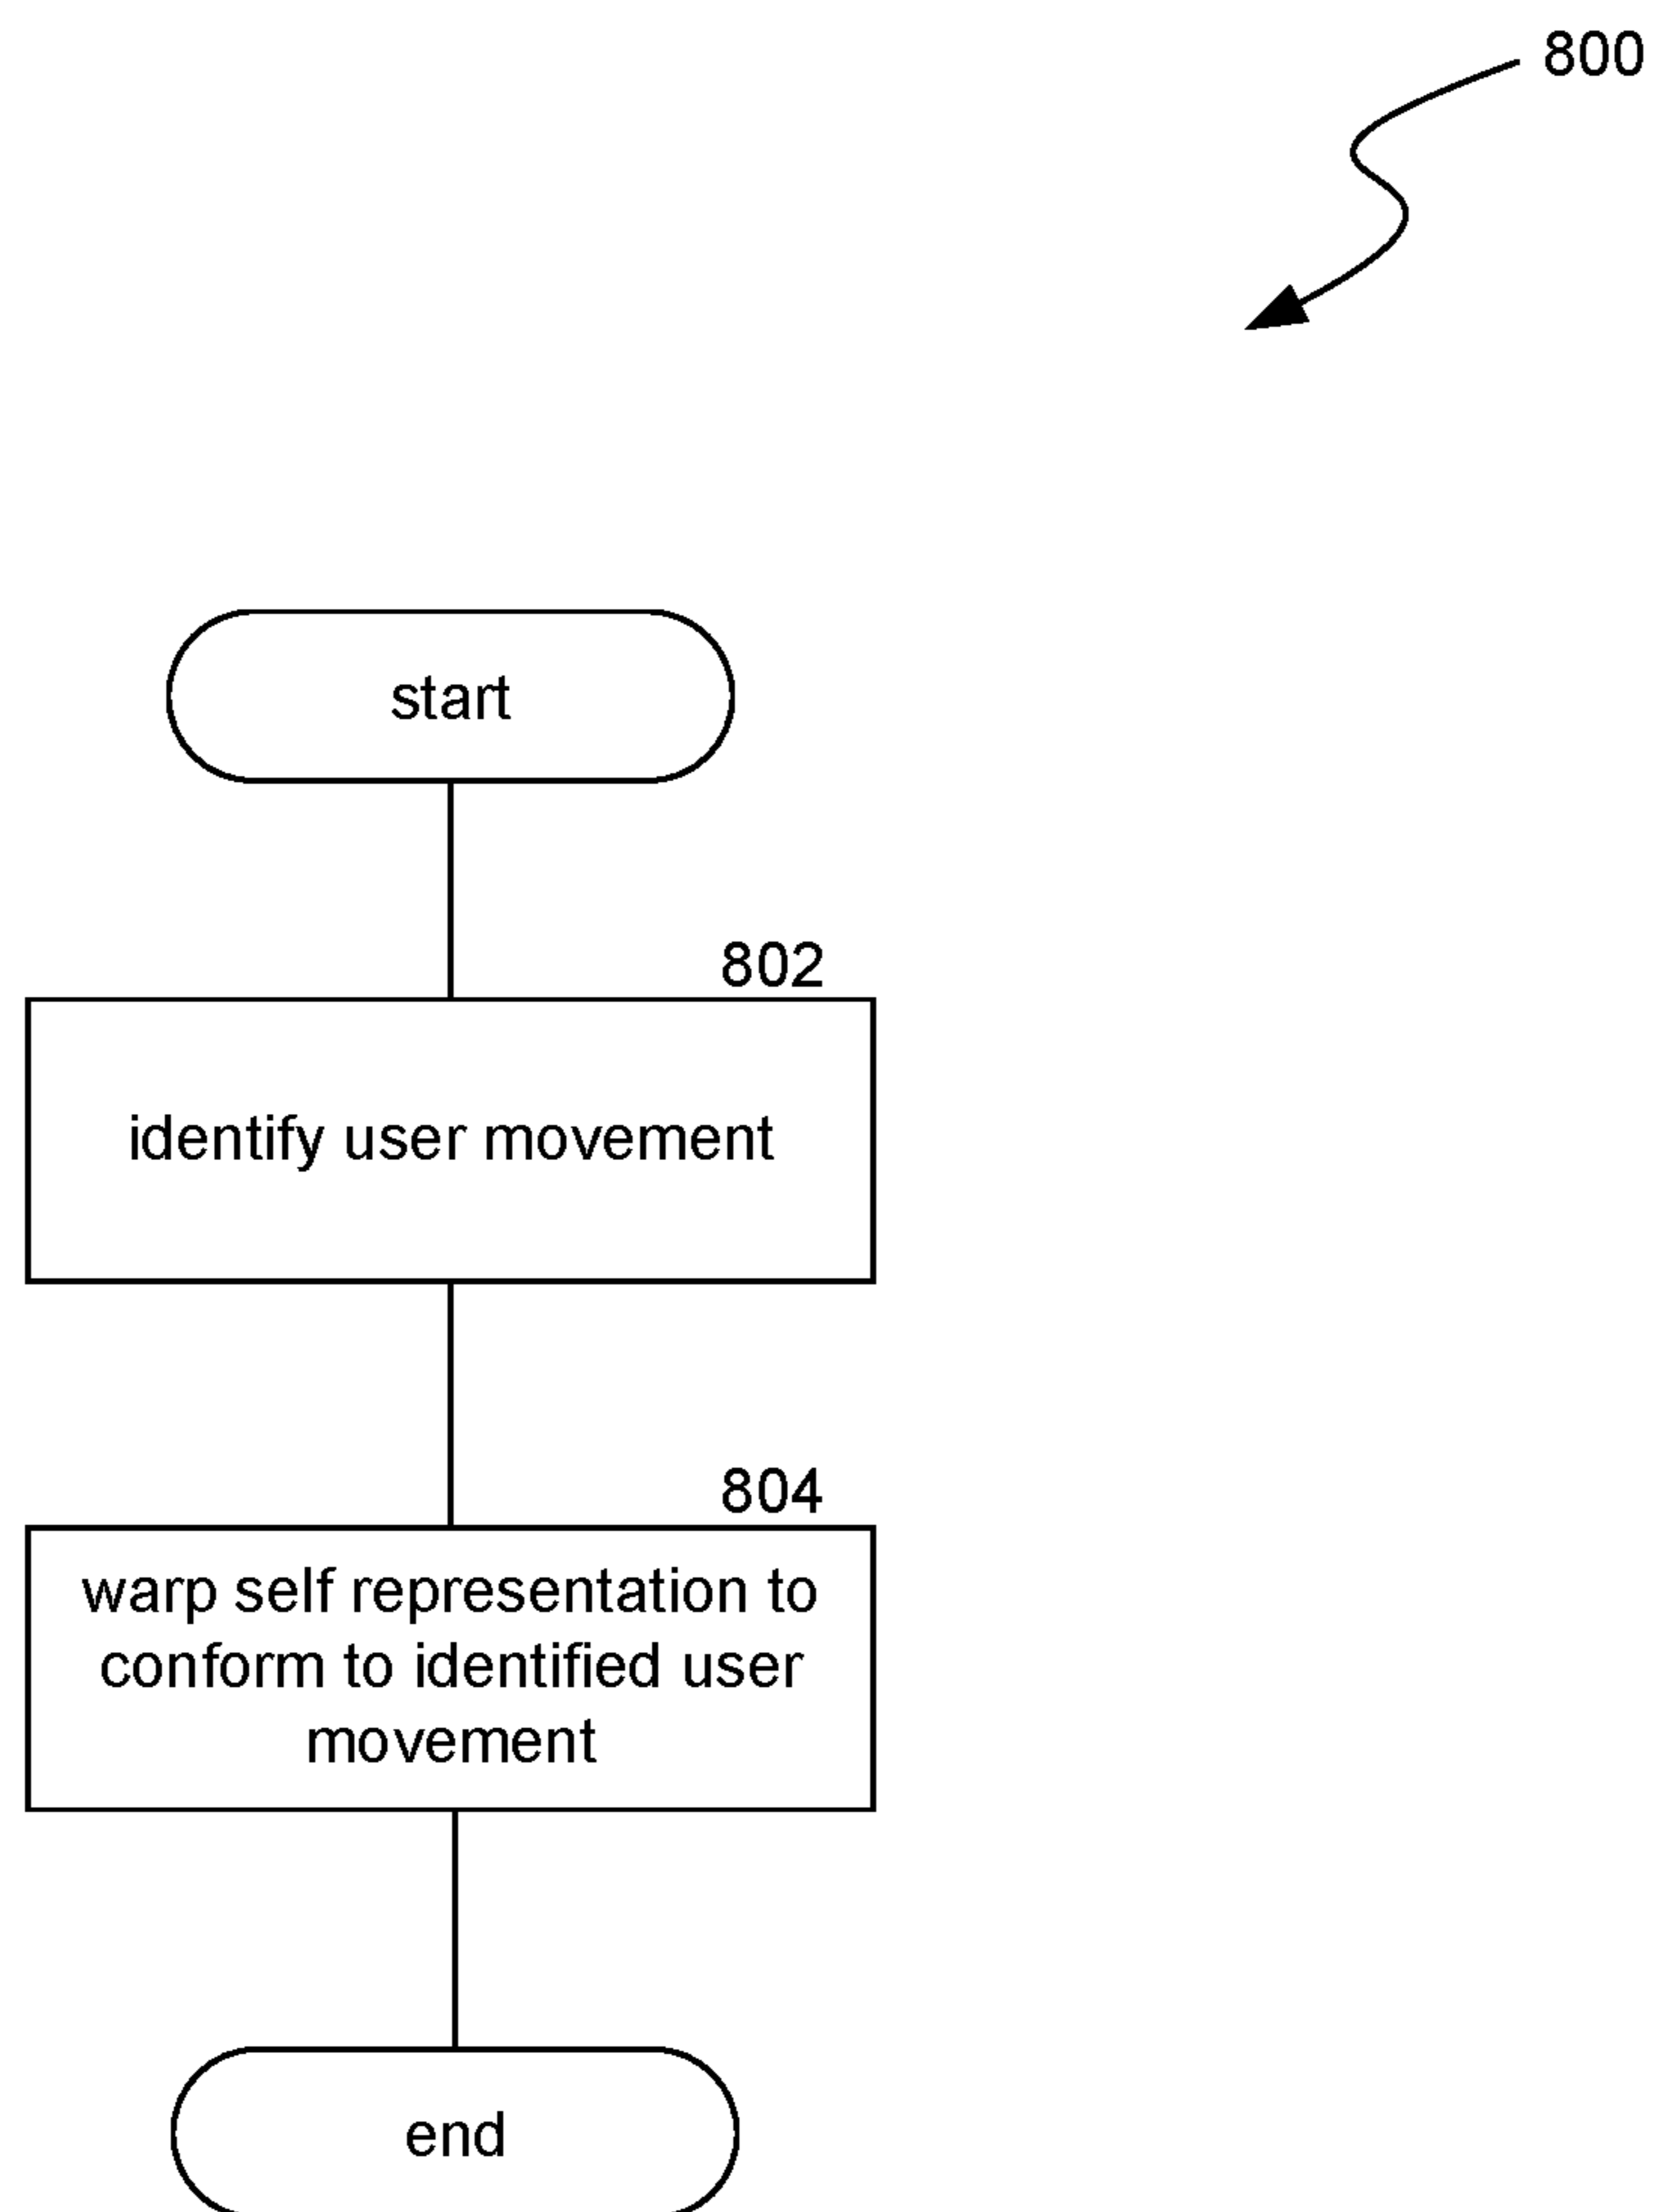 800
start
802
identify user movement
804
warp self representation to
conform to identified user
movement
end